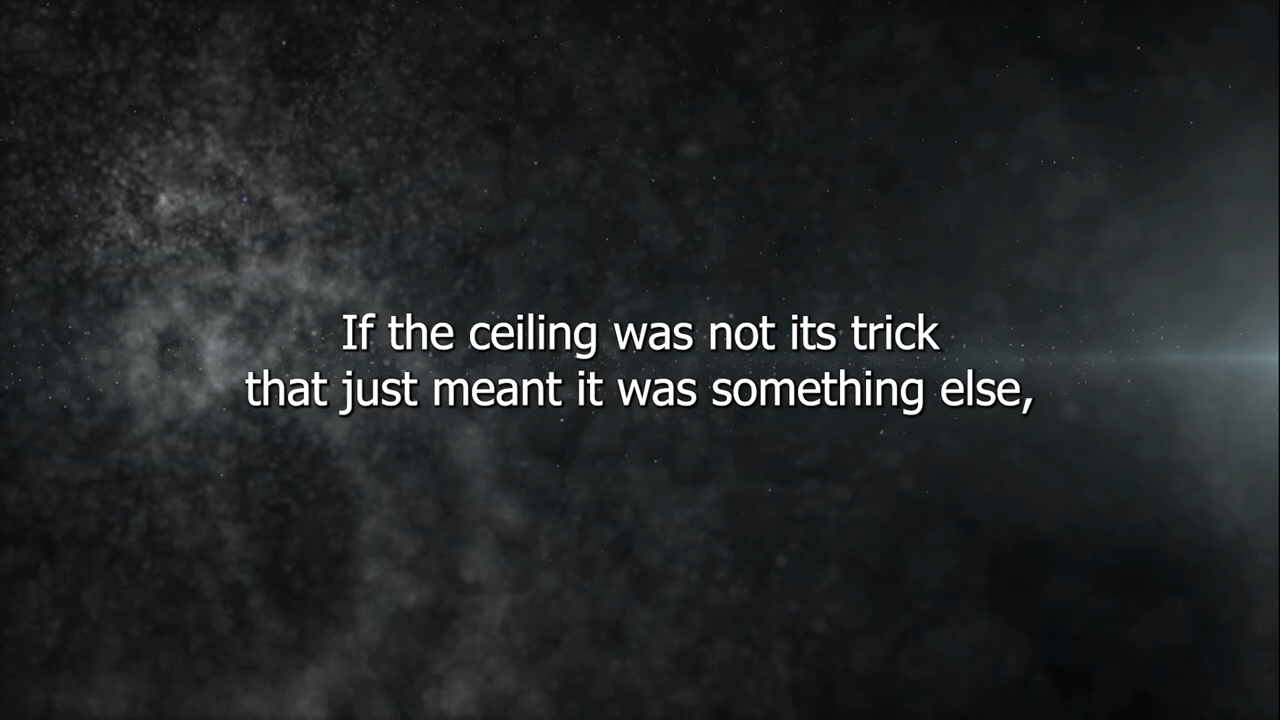 If the ceiling was not its trick
that just meant it was something else,